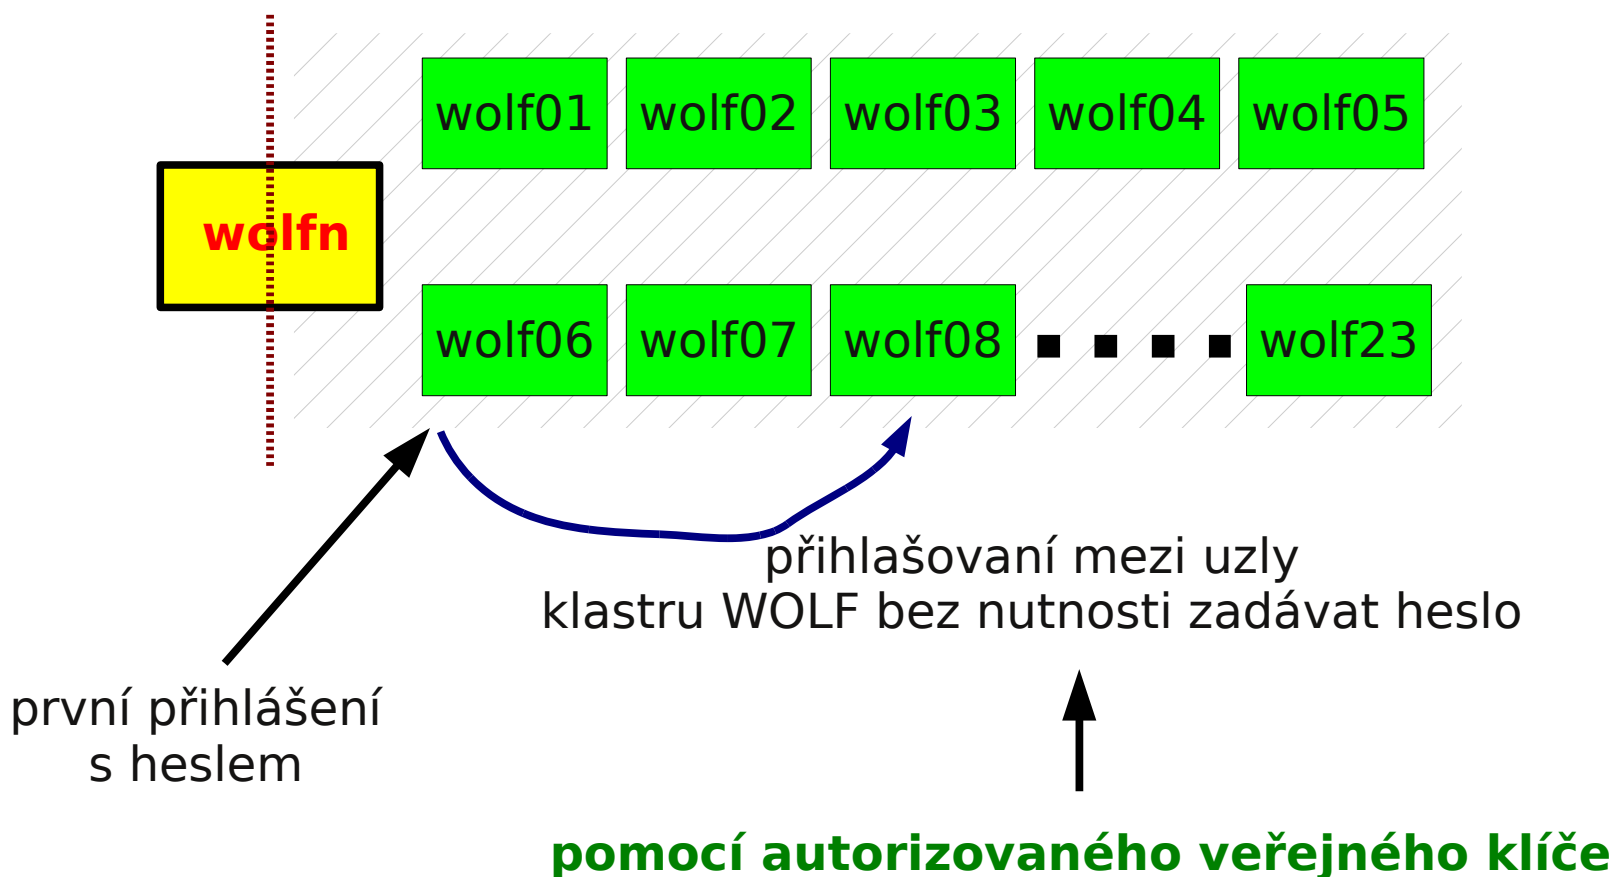 wolf01 wolf02 wolf03 wolf04 wolf05
wolfn
wolf06 wolf07 wolf08 wolf23
přihlašovaní mezi uzly
klastru WOLF bez nutnosti zadávat heslo
první přihlášení
s heslem
pomocí autorizovaného veřejného klíče